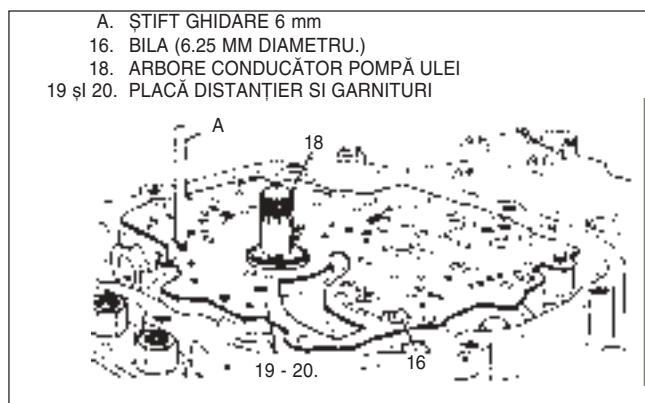 A. ȘTIFT GHIDARE 6 mm
16. BILA (6.25 MM DIAMETRU.)
18. ARBORE CONDUCĂTOR POMPĂ ULEI
19 șI 20. PLACĂ DISTANȚIER SI GARNITURI
A
18
19 - 20.
16